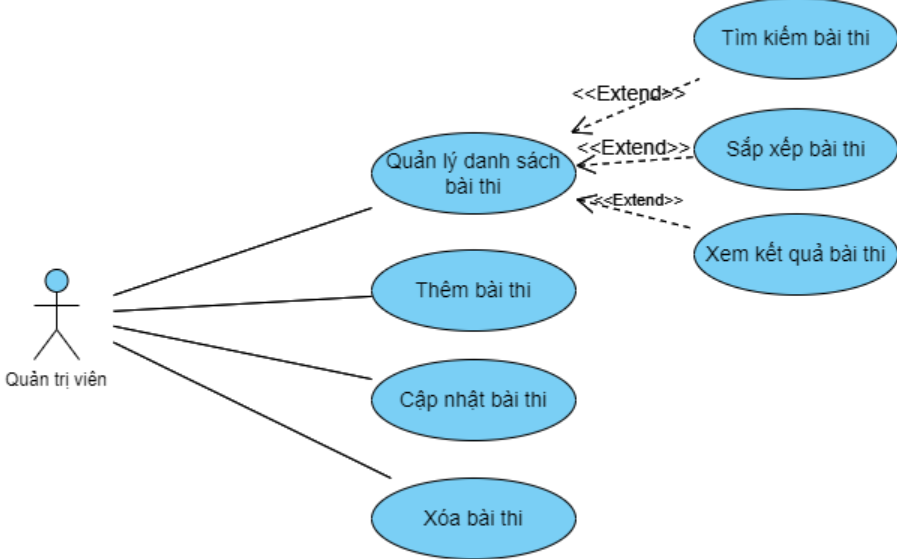 Tìm kiếm bài thi
<<Extend>>
Quản lý danh sách
bài thi
<<Extend>>
Sắp xếp bài thi
<<Extend>>
Xem kết quả bài thi
Thêm bài thi
Quản trị viên
Cập nhật bài thi
Xóa bài thi